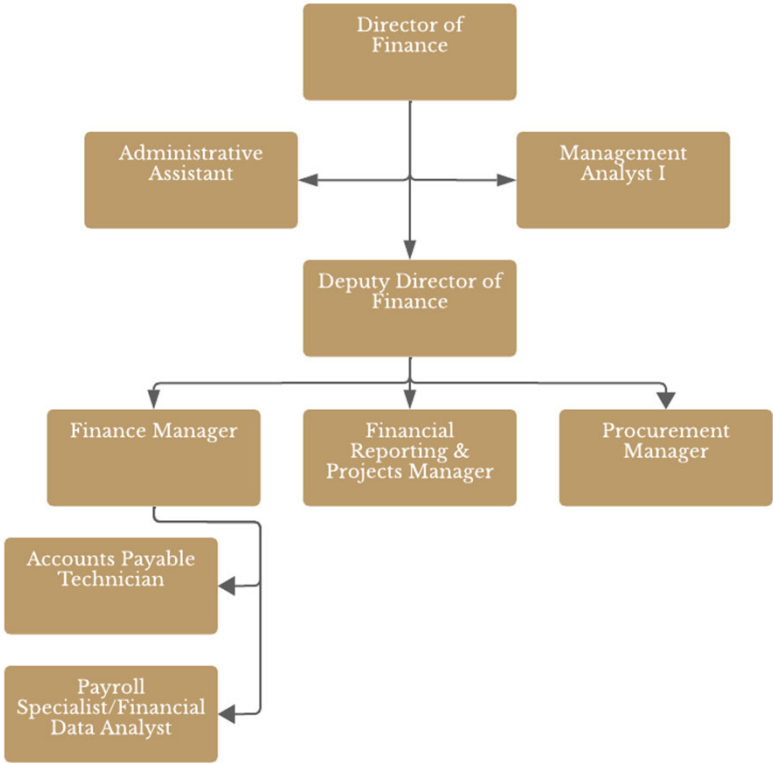 Director of
Finance
Administrative
Assistant
Management
Analyst I
Deputy Director of
Finance
Finance Manager
Financial
Reporting &
Projects Manager
Procurement
Manager
Accounts Payable
Technician
Payroll
Specialist/Financial
Data Analyst